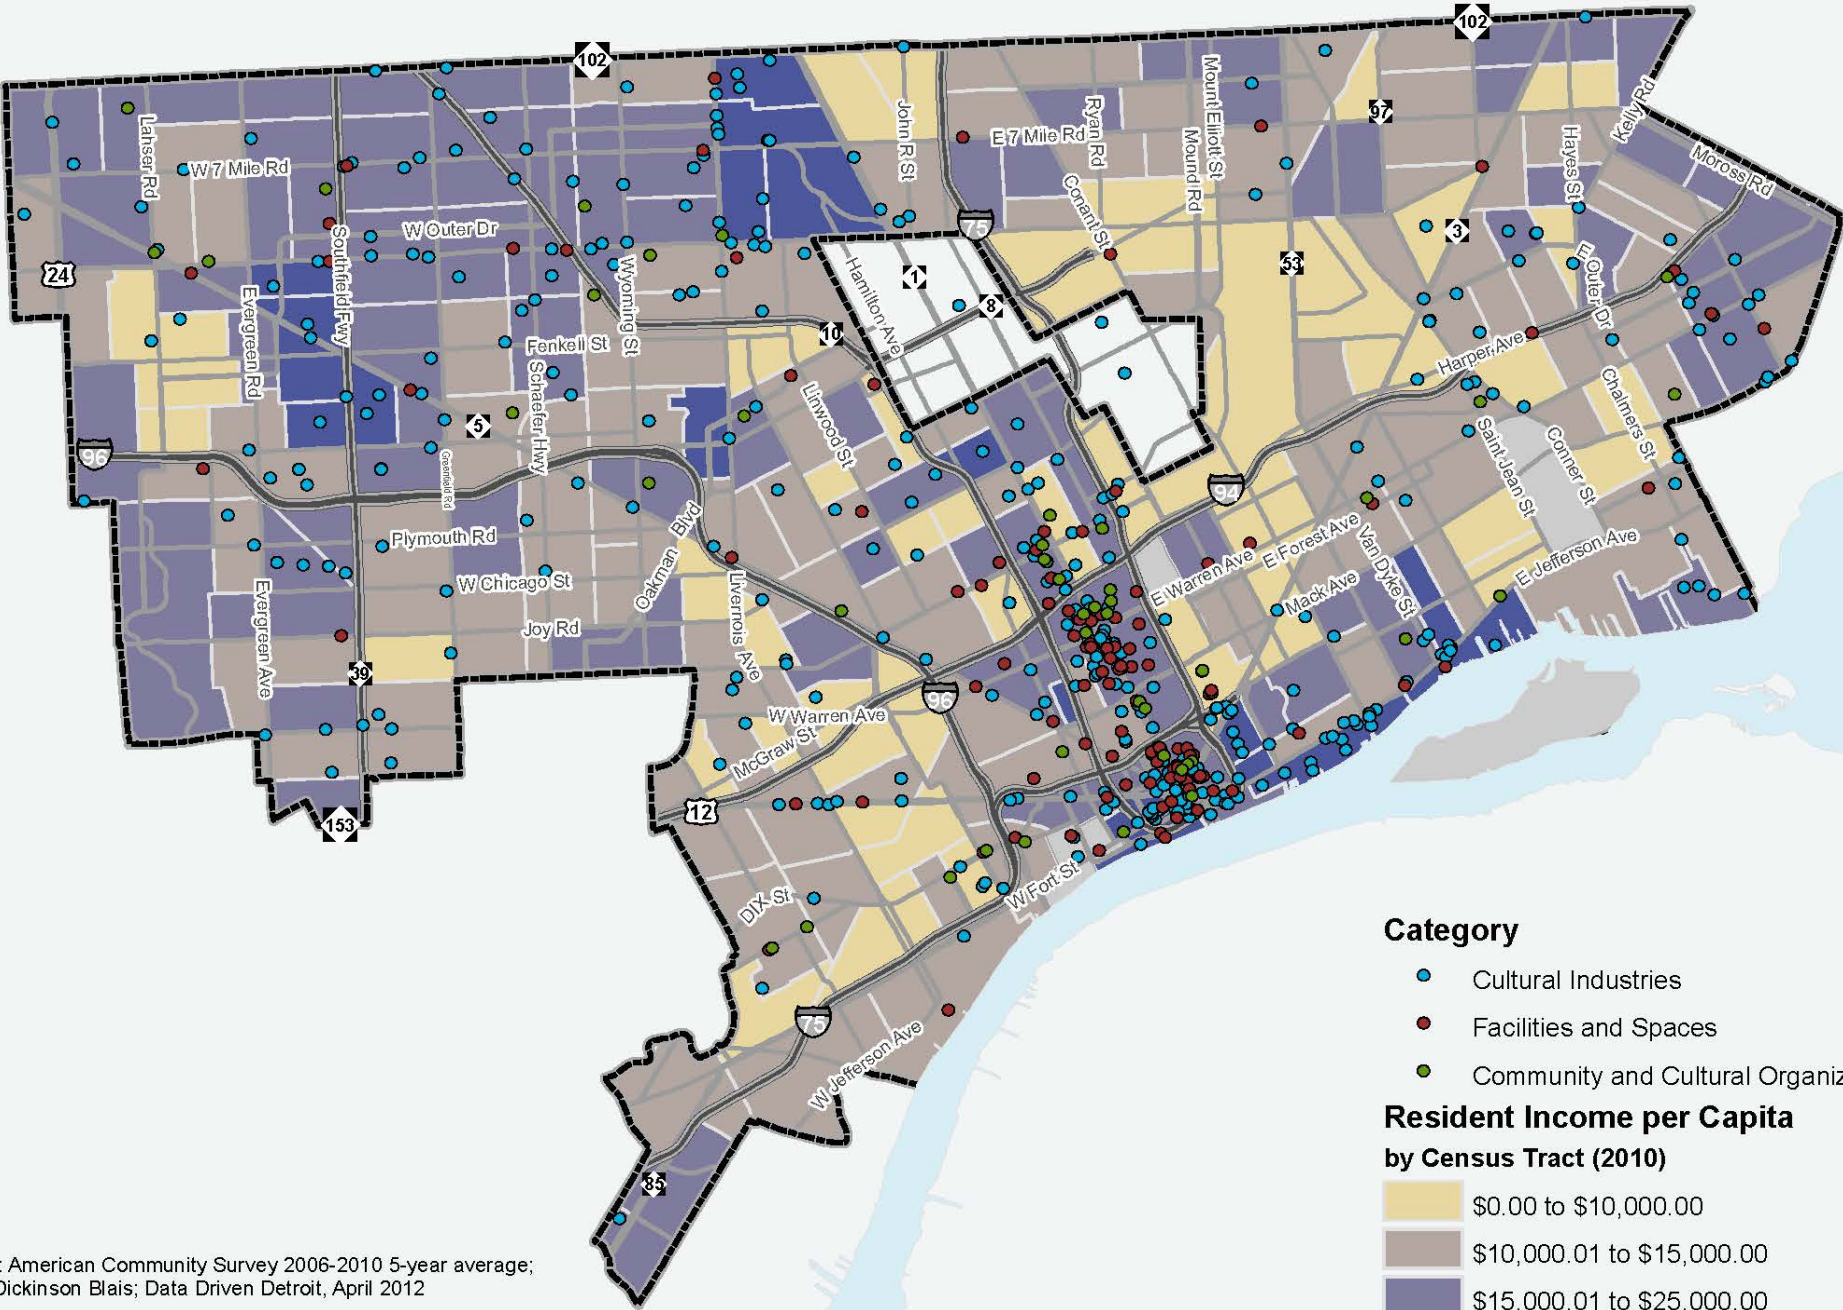 102
102
97
Lahser Rd
W 7 Mile Rd
John R St
E 7 Mile Rd
Ryan Rd
Mount Elliott St
Mound Rd
Hayes St
Kelly Rd
Moross Rd
Conant St
75
W Outer Dr
24
Southfield Fwy
Evergreen Rd
Wyoming St
Hamilton Ave
1
8
53
3
E Outer Dr
10
Fenkell St
Schaefer Hwy
Harper Ave
Linwood St
Chalmers St
5
96
Greenfield Rd
Saint Jean St
Conner St
94
Plymouth Rd
Oakman Blvd
E Forest Ave
Van Dyke St
E Jefferson Ave
W Chicago St
Evergreen Ave
Livernois Ave
E Warren Ave
Mack Ave
Joy Rd
39
96
W Warren Ave
McGraw St
12
153
DIX St
W Fort St
75
W Jefferson Ave
85
Category
Cultural Industries
Facilities and Spaces
Community and Cultural Organiz
Resident Income per Capita
by Census Tract (2010)
$0.00 to $10,000.00
$10,000.01 to $15,000.00
$15,000.01 to $25,000.00
: American Community Survey 2006-2010 5-year average;
Dickinson Blais; Data Driven Detroit, April 2012